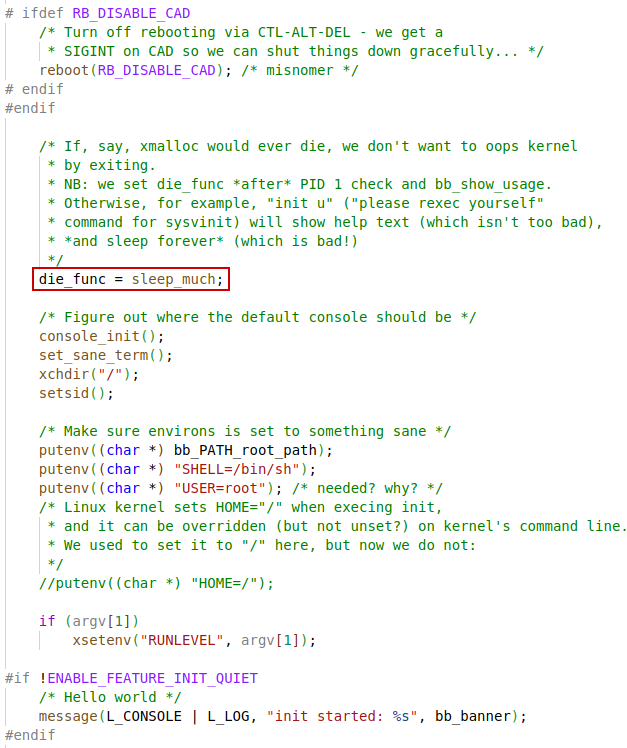 # ifdef RB_DISABLE_CAD
/* Turn off rebooting via CTL-ALT-DEL - we get a
* SIGINT on CAD so we can shut things down gracefully... */
reboot(RB_DISABLE_CAD); /* misnomer */
# endif
#endif
/* If, say, xmalloc would ever die, we don't want to oops kernel
* by exiting.
* NB: we set die_func *after* PID 1 check and bb_show_usage.
* Otherwise, for example, "init u" ("please rexec yourself"
* command for sysvinit) will show help text (which isn't too bad),
* *and sleep forever* (which is bad!)
*/
die_func = sleep_much;
/* Figure out where the default console should be */
console_init();
set_sane_term();
xchdir("/");
setsid();
/* Make sure environs is set to something sane */
putenv((char *) bb_PATH_root_path);
putenv((char *) "SHELL=/bin/sh");
putenv((char *) "USER=root"); /* needed? why? */
/* Linux kernel sets HOME="/" when execing init,
* and it can be overridden (but not unset?) on kernel's command line.
* We used to set it to "/" here, but now we do not:
*/
//putenv((char *) "HOME=/");
if (argv[1])
xsetenv("RUNLEVEL", argv[1]);
#if !ENABLE_FEATURE_INIT_QUIET
/* Hello world */
message(L_CONSOLE | L_LOG, "init started: %s", bb_banner);
#endif